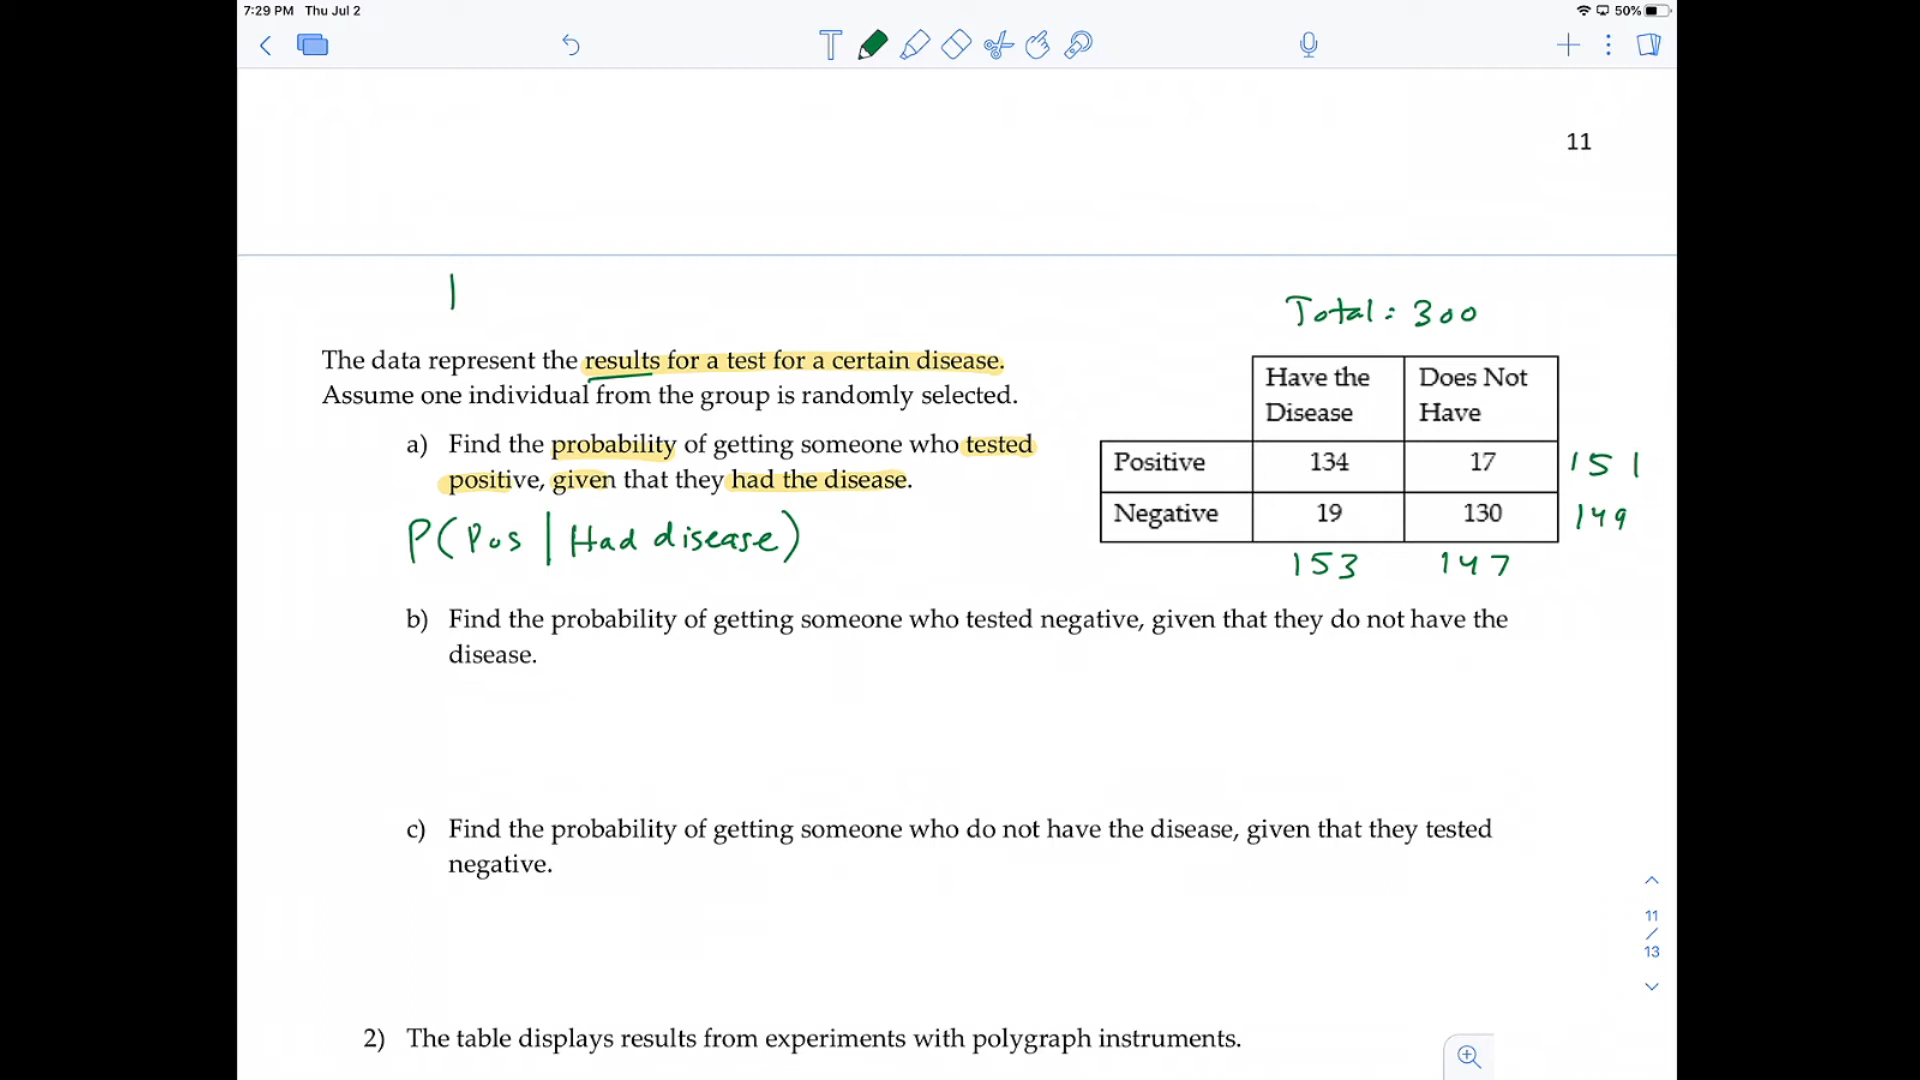 7:29 PM Thu Jul 2
50%
T
11
|
Total: 300
The data represent the results for a test for a certain disease.
Assume one individual from the group is randomly selected.
a) Find the probability of getting someone who tested
positive, given that they had the disease.
P(Pos | Had disease)
Have the Disease Does Not Have
Positive 134 17 151
Negative 19 130 149
153 147
b) Find the probability of getting someone who tested negative, given that they do not have the
disease.
c) Find the probability of getting someone who do not have the disease, given that they tested
negative.
11
/
13
2) The table displays results from experiments with polygraph instruments.